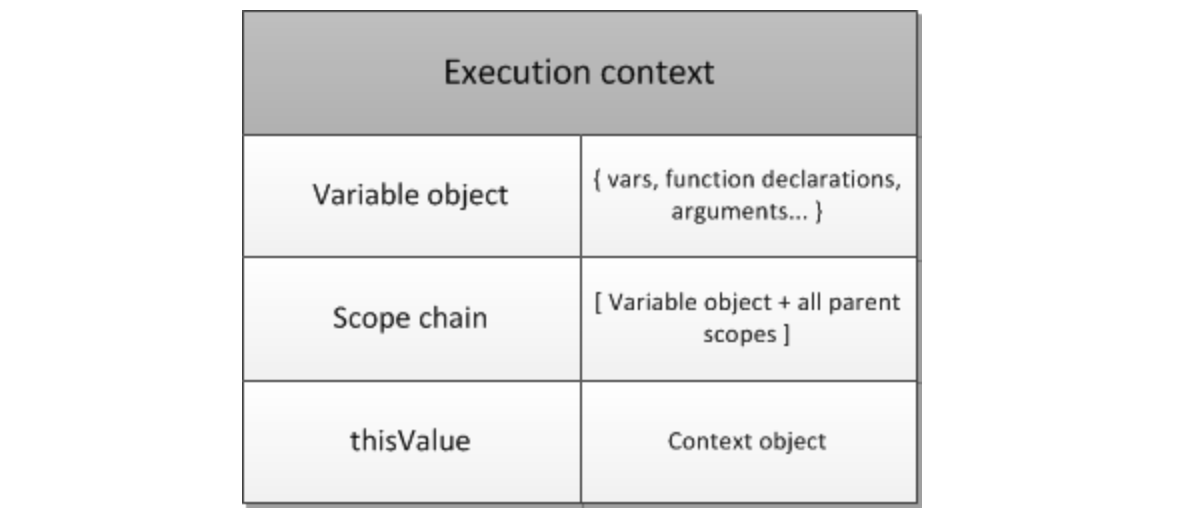 Execution context
Variable object
{ vars, function declarations,
arguments... }
Scope chain
[ Variable object + all parent
scopes ]
thisValue
Context object